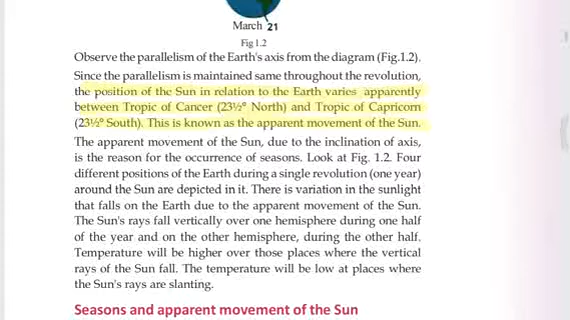 March 21
Fig 1.2
Observe the parallelism of the Earth's axis from the diagram (Fig.1.2).
Since the parallelism is maintained same throughout the revolution,
the position of the Sun in relation to the Earth varies apparently
between Tropic of Cancer (23½° North) and Tropic of Capricorn
(23½° South). This is known as the apparent movement of the Sun.
The apparent movement of the Sun, due to the inclination of axis,
is the reason for the occurrence of seasons. Look at Fig. 1.2. Four
different positions of the Earth during a single revolution (one year)
around the Sun are depicted in it. There is variation in the sunlight
that falls on the Earth due to the apparent movement of the Sun.
The Sun's rays fall vertically over one hemisphere during one half
of the year and on the other hemisphere, during the other half.
Temperature will be higher over those places where the vertical
rays of the Sun fall. The temperature will be low at places where
the Sun's rays are slanting.
Seasons and apparent movement of the Sun